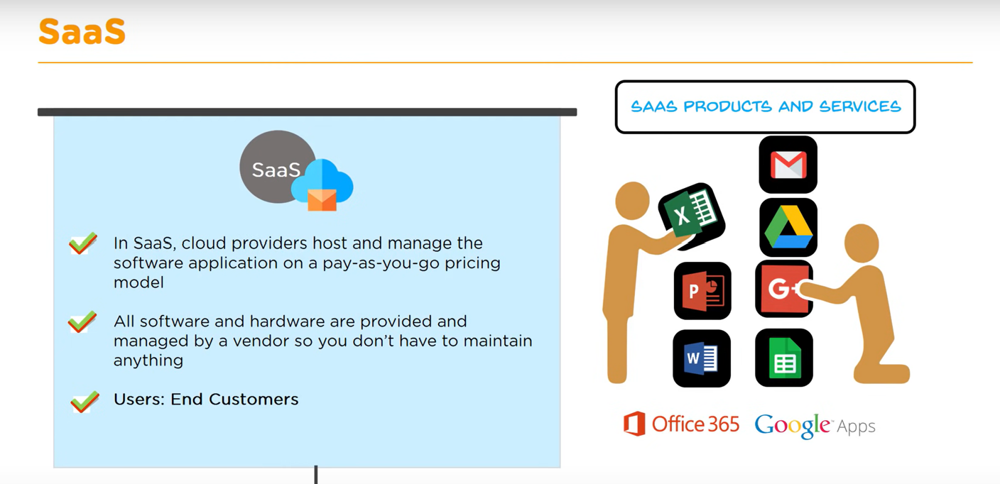 SaaS
SAAS PRODUCTS AND SERVICES
SaaS
In SaaS, cloud providers host and manage the
software application on a pay-as-you-go pricing
model
All software and hardware are provided and
managed by a vendor so you don't have to maintain
anything
Users: End Customers
X
P
G+
W
Office 365
Google Apps